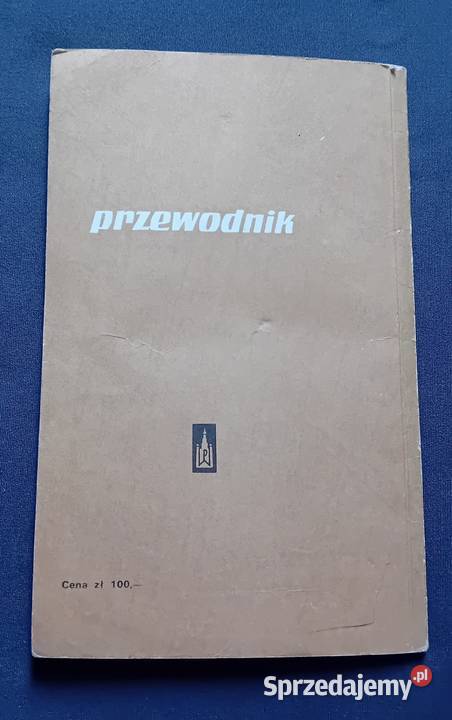 przewodnik
Cena zł 100,—
Sprzedajemy.pl